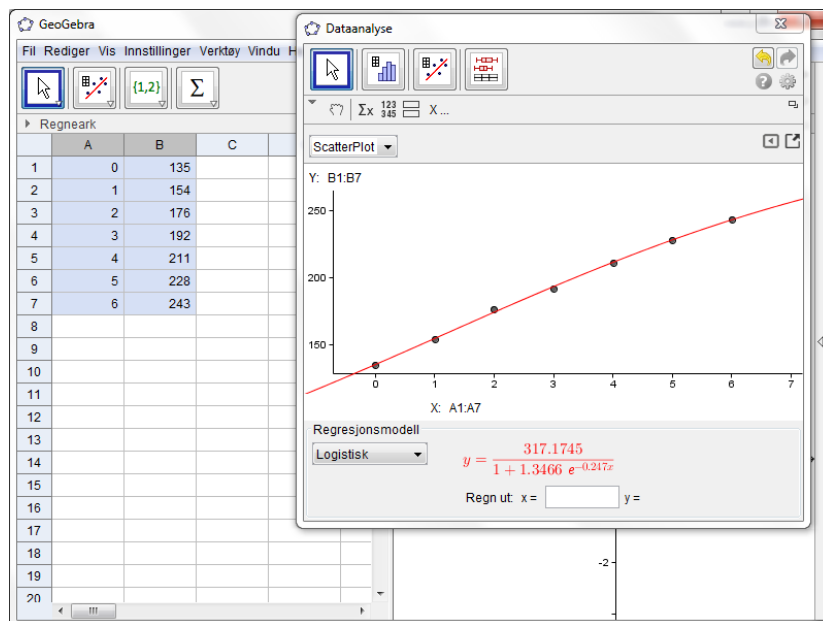 GeoGebra
Fil Rediger Vis Innstillinger Verktøy Vindu H
{1,2} Σ
Regneark
A B C
1 0 135
2 1 154
3 2 176
4 3 192
5 4 211
6 5 228
7 6 243
8
9
10
11
12
13
14
15
16
17
18
19
20
Dataanalyse
Σx 123 345 X ...
ScatterPlot
Y: B1:B7
250
200
150
0 1 2 3 4 5 6 7
X: A1:A7
Regresjonsmodell
Logistisk
y = 317.1745 / (1 + 1.3466 e^{-0.247x})
Regn ut: x = y =
-2